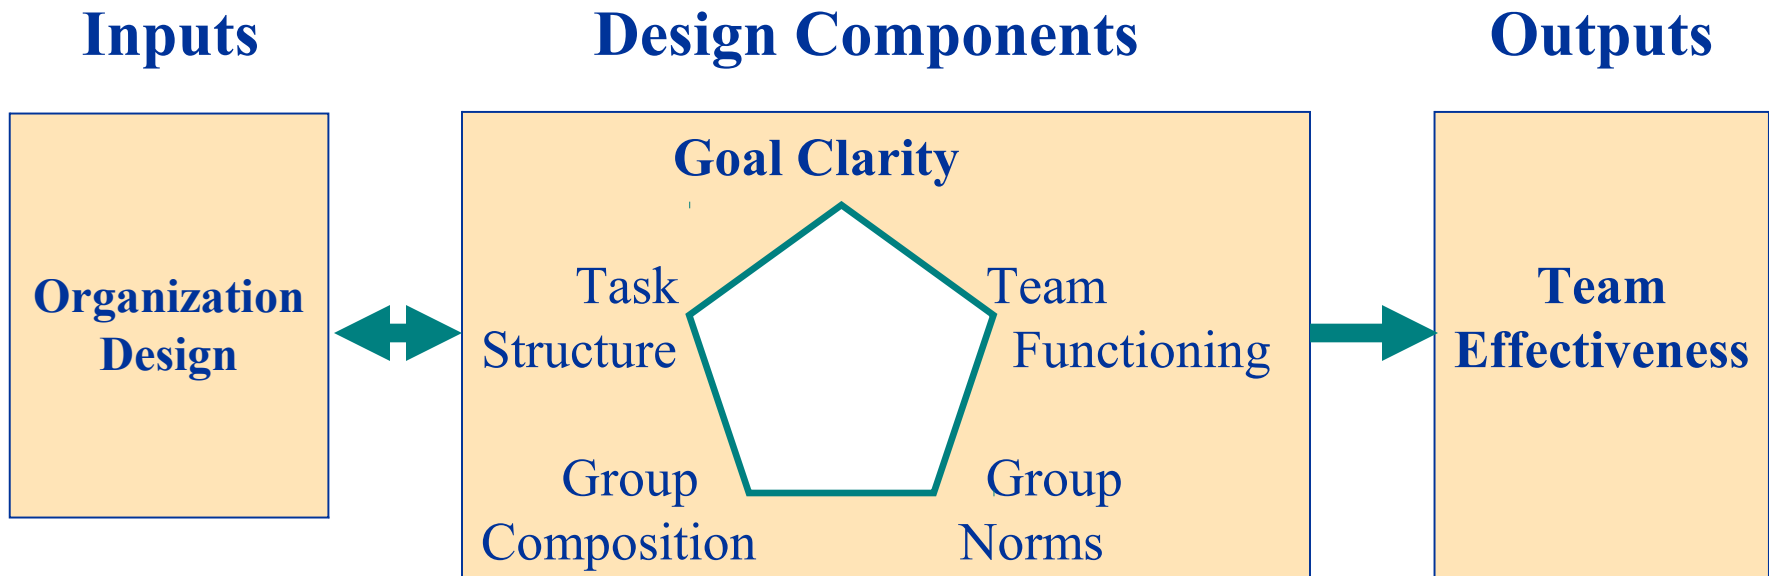 Inputs
Design Components
Outputs
Organization
Design
Goal Clarity
Task
Structure
Team
Functioning
Group
Composition
Group
Norms
Team
Effectiveness